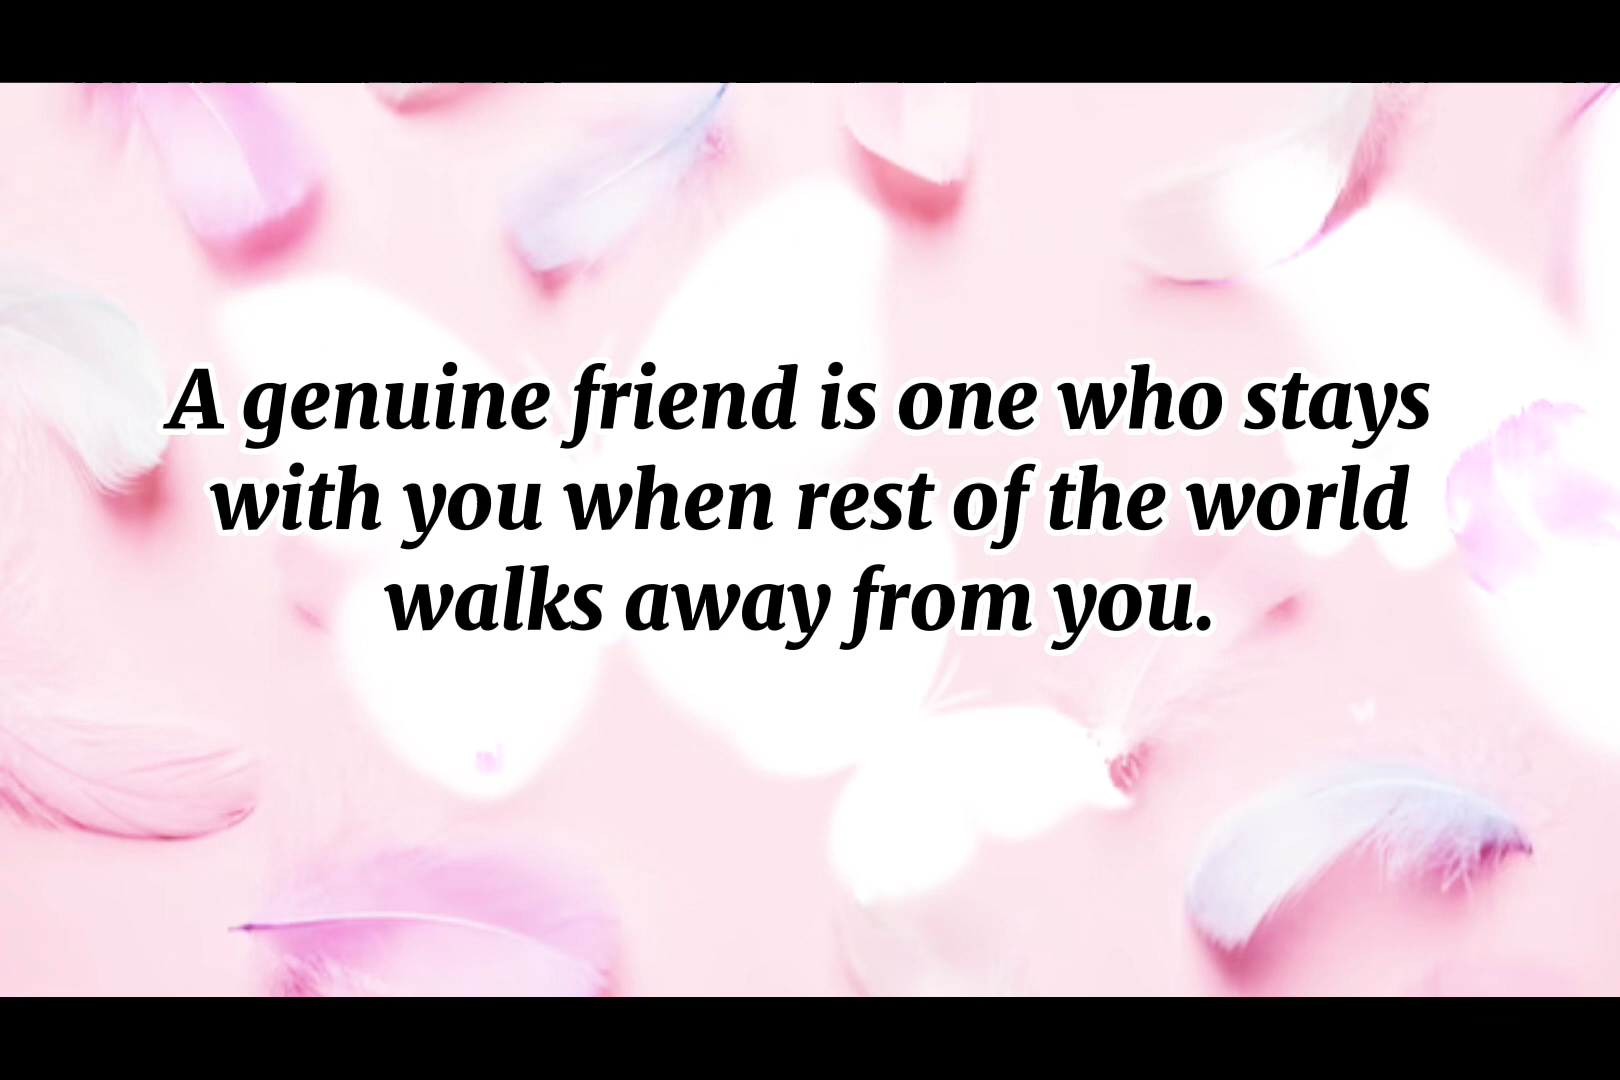 A genuine friend is one who stays
with you when rest of the world
walks away from you.